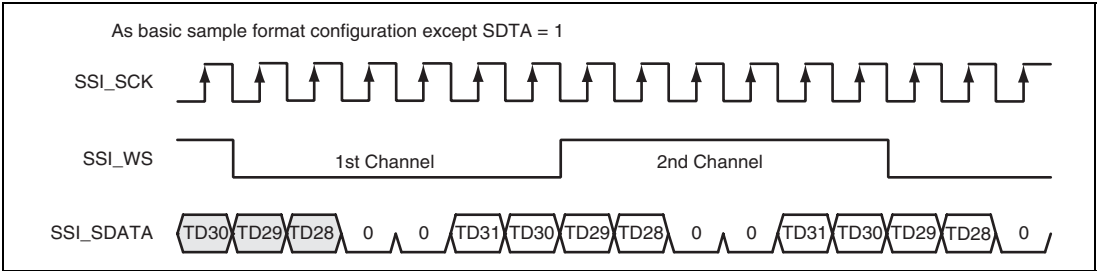 As basic sample format configuration except SDTA = 1
SSI_SCK
SSI_WS 1st Channel 2nd Channel
SSI_SDATA TD30 TD29 TD28 0 0 TD31 TD30 TD29 TD28 0 0 TD31 TD30 TD29 TD28 0